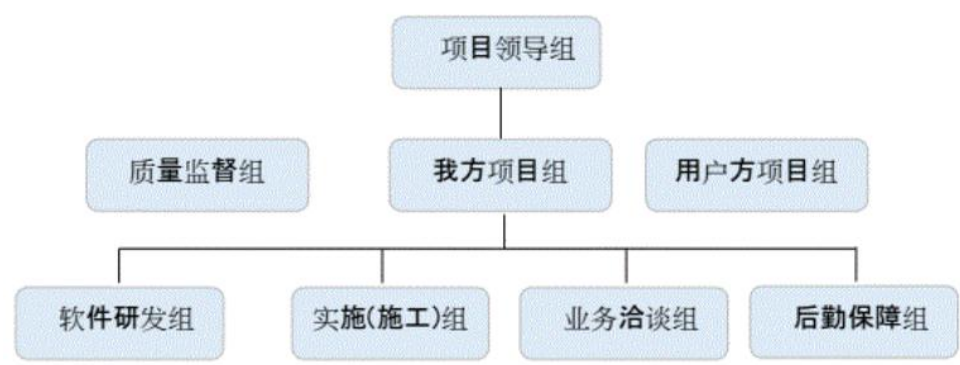 项目领导组
质量监督组
我方项目组
用户方项目组
软件研发组
实施(施工)组
业务洽谈组
后勤保障组